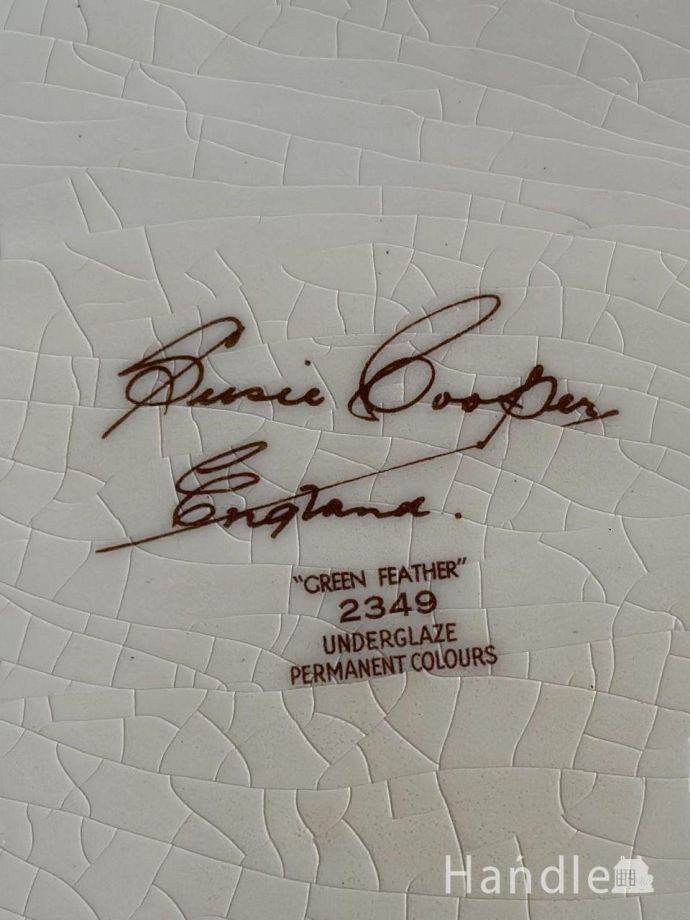 Susie Cooper
England.
"GREEN FEATHER"
2349
UNDERGLAZE
PERMANENT COLOURS
Handle